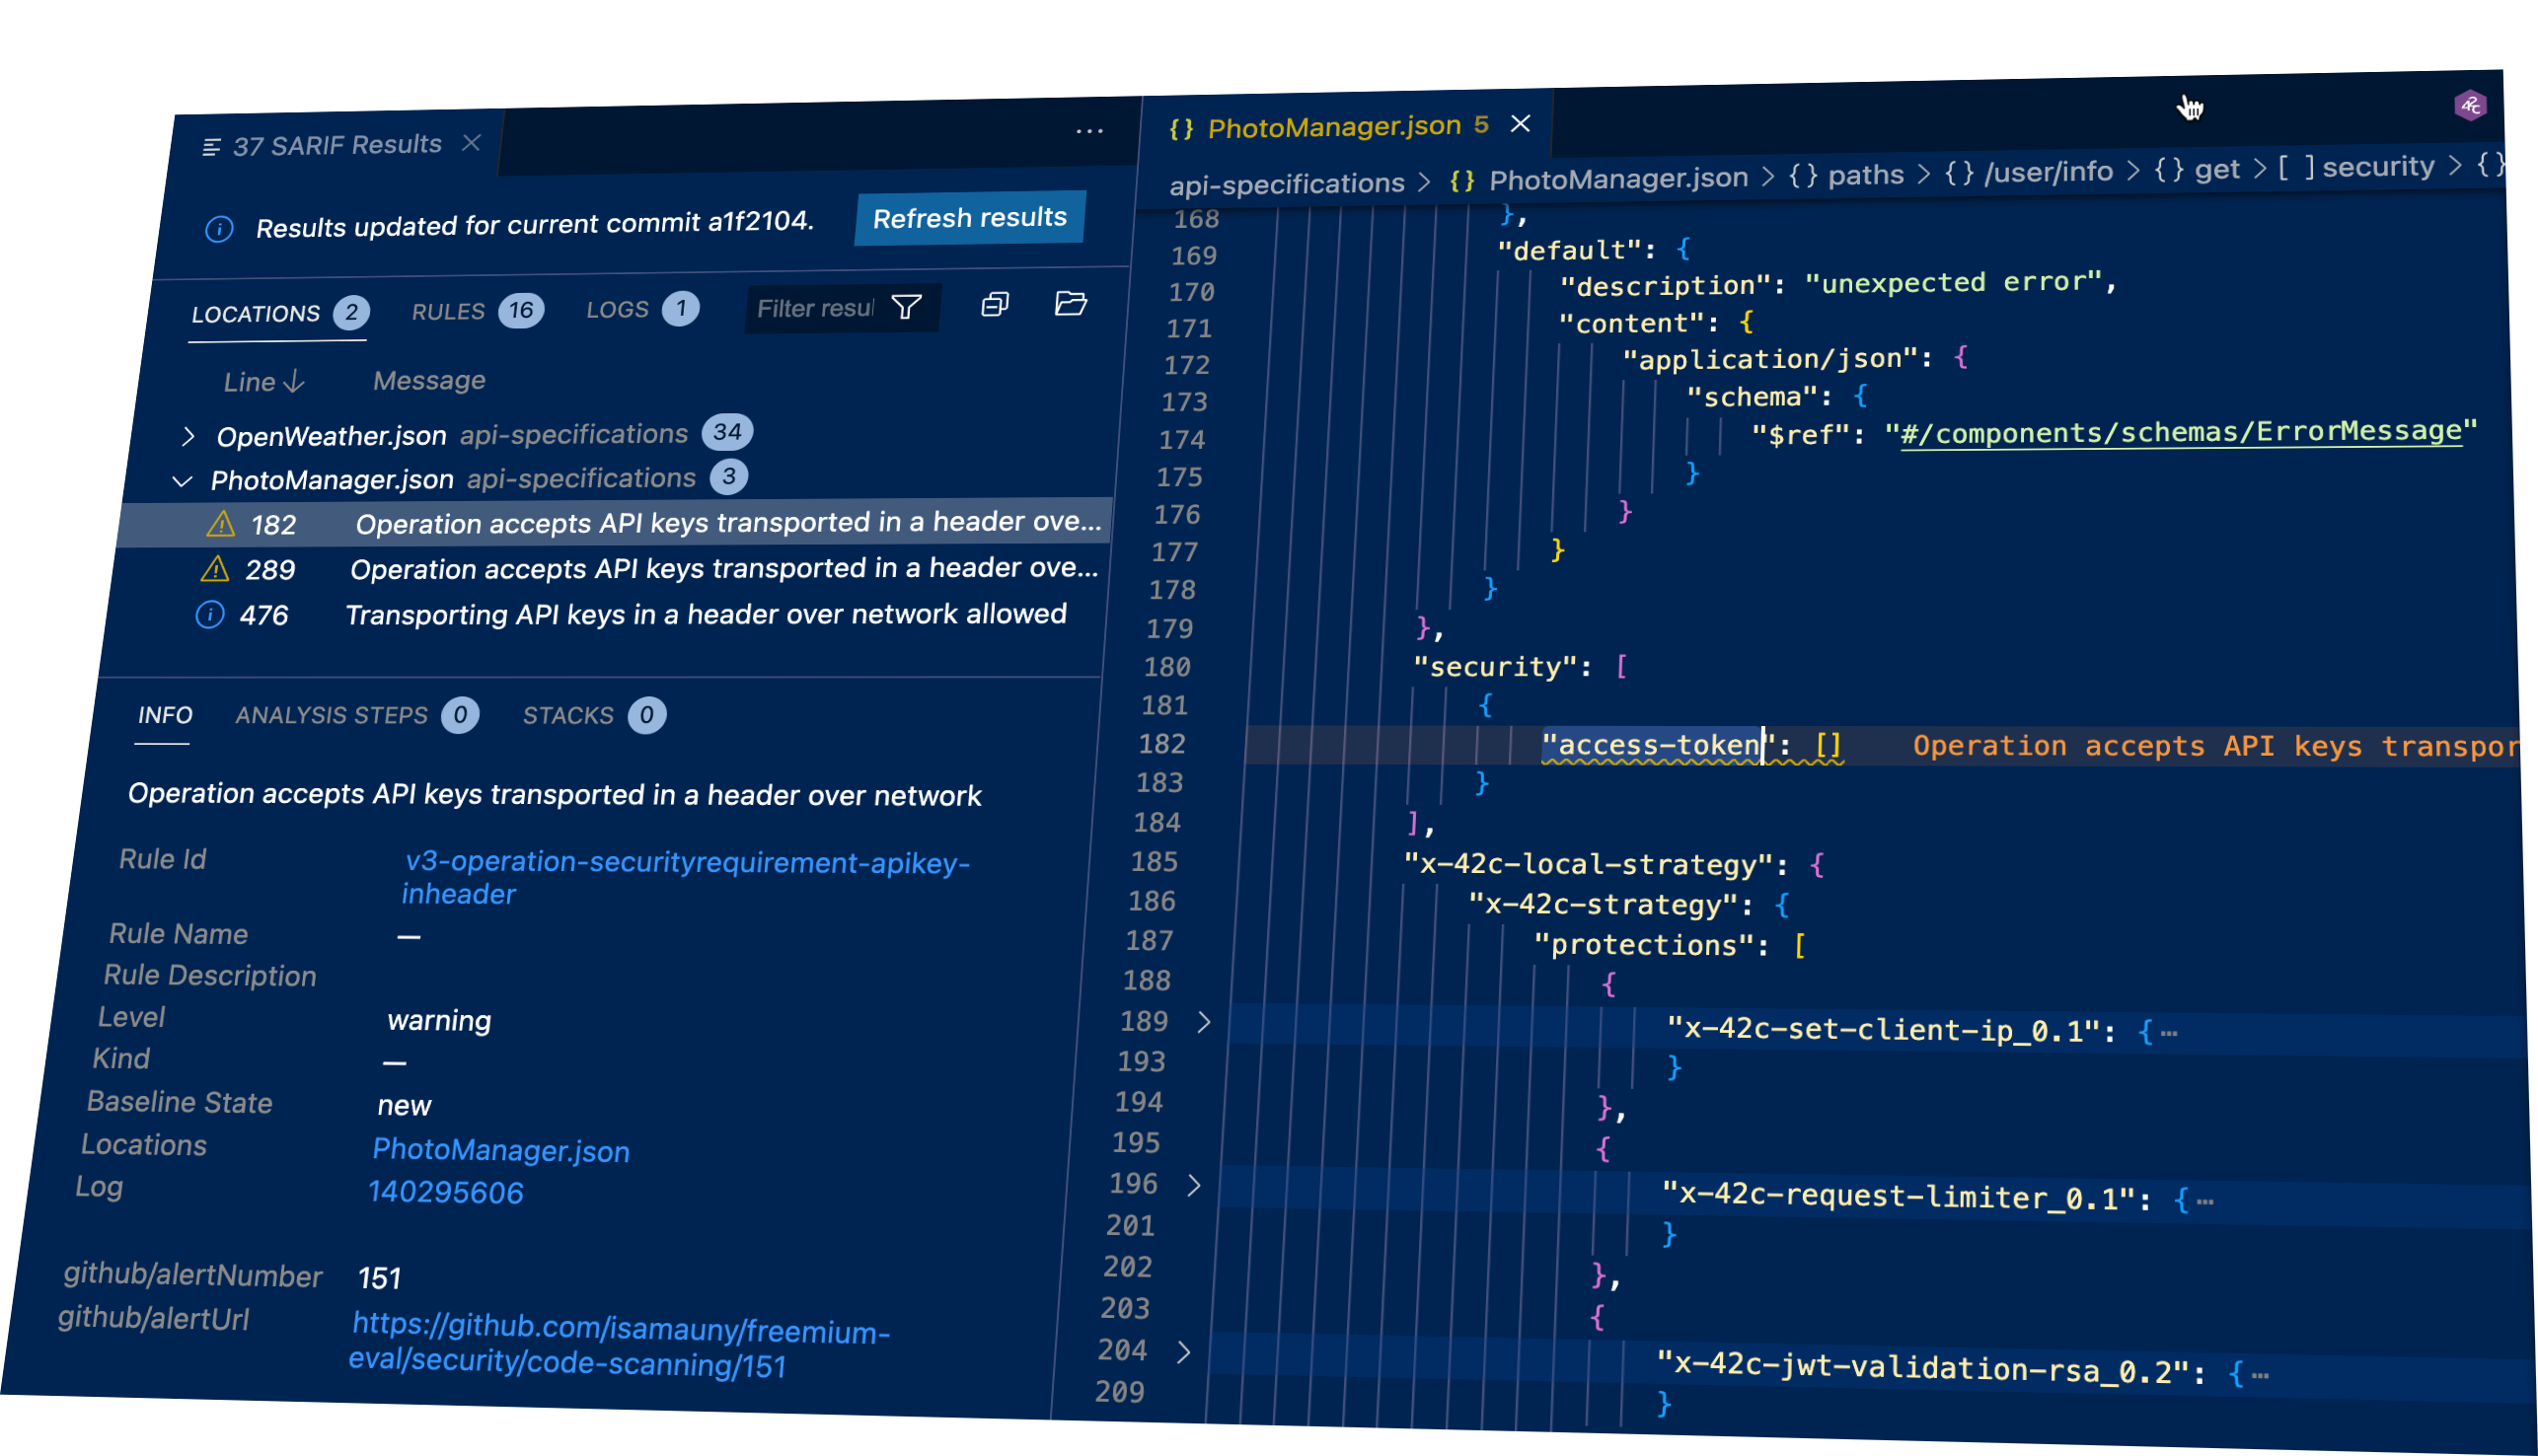 37 SARIF Results
Results updated for current commit a1f2104.
Refresh results
LOCATIONS 2 RULES 16 LOGS 1 Filter resul
Line ↓ Message
OpenWeather.json api-specifications 34
PhotoManager.json api-specifications 3
182 Operation accepts API keys transported in a header ove...
289 Operation accepts API keys transported in a header ove...
476 Transporting API keys in a header over network allowed
INFO ANALYSIS STEPS 0 STACKS 0
Operation accepts API keys transported in a header over network
Rule Id v3-operation-securityrequirement-apikey-
inheader
Rule Name —
Rule Description
Level warning
Kind —
Baseline State new
Locations PhotoManager.json
Log 140295606
github/alertNumber 151
github/alertUrl https://github.com/isamauny/freemium-
eval/security/code-scanning/151
{} PhotoManager.json 5
42c
api-specifications > {} PhotoManager.json > {} paths > {} /user/info > {} get > [ ] security > {}
168 },
169 "default": {
170 "description": "unexpected error",
171 "content": {
172 "application/json": {
173 "schema": {
174 "$ref": "#/components/schemas/ErrorMessage"
175 }
176 }
177 }
178 }
179 },
180 "security": [
181 {
182 "access-token": [] Operation accepts API keys transpor
183 }
184 ],
185 "x-42c-local-strategy": {
186 "x-42c-strategy": {
187 "protections": [
188 {
189 "x-42c-set-client-ip_0.1": {…
193 }
194 },
195 {
196 "x-42c-request-limiter_0.1": {…
201 }
202 },
203 {
204 "x-42c-jwt-validation-rsa_0.2": {…
209 }